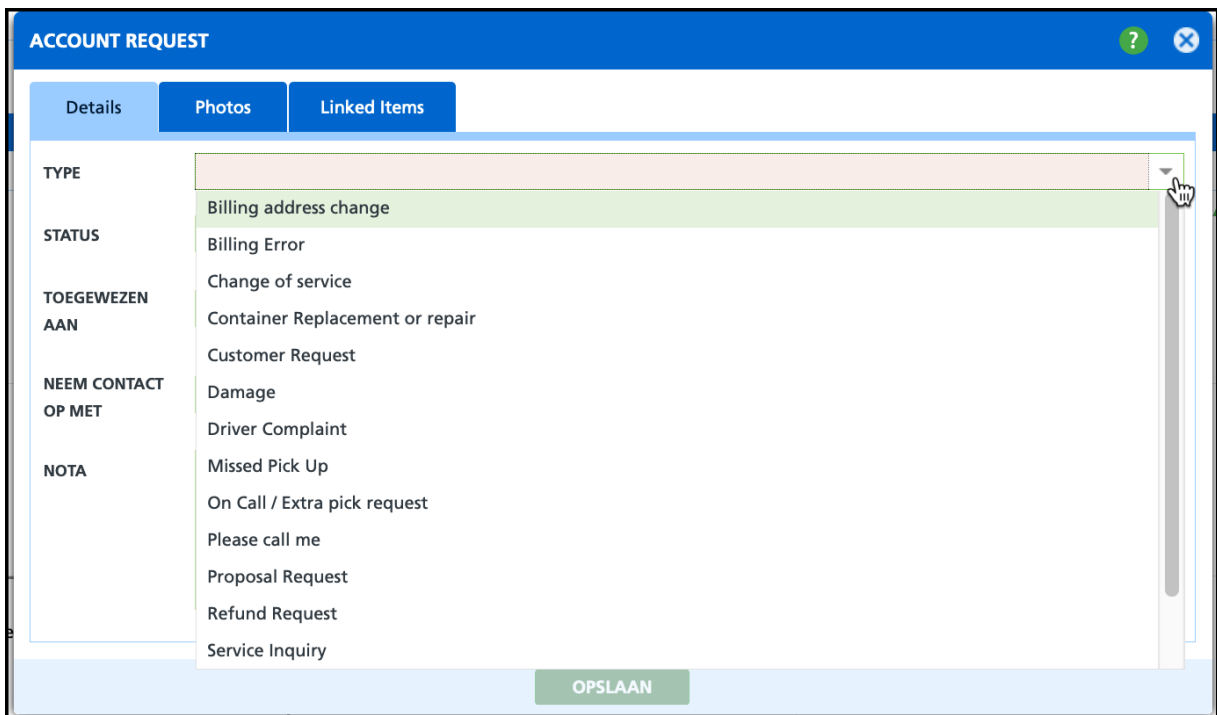 ACCOUNT REQUEST ?
Details Photos Linked Items
TYPE
Billing address change
STATUS
Billing Error
Change of service
TOEGEWEZEN
AAN
Container Replacement or repair
Customer Request
NEEM CONTACT
OP MET
Damage
Driver Complaint
NOTA
Missed Pick Up
On Call / Extra pick request
Please call me
Proposal Request
Refund Request
Service Inquiry
OPSLAAN